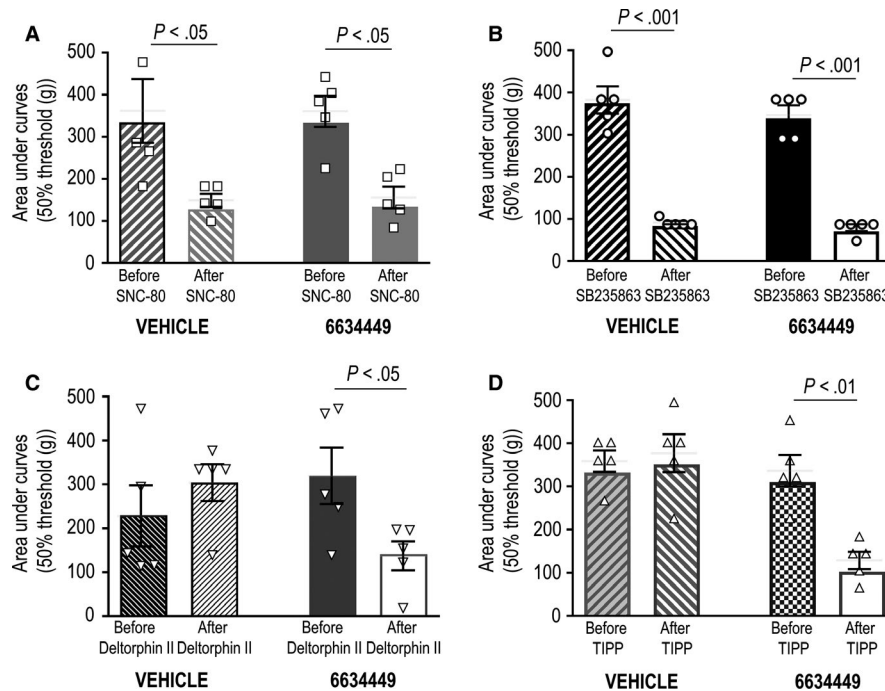 A
P < .05
P < .05
Area under curves
(50% threshold (g))
500
400
300
200
100
0
Before
SNC-80
After
SNC-80
Before
SNC-80
After
SNC-80
VEHICLE
6634449
B
P < .001
P < .001
Area under curves
(50% threshold (g))
500
400
300
200
100
0
Before
SB235863
After
SB235863
Before
SB235863
After
SB235863
VEHICLE
6634449
C
P < .05
Area under curves
(50% threshold (g))
500
400
300
200
100
0
Before
Deltorphin II
After
Deltorphin II
Before
Deltorphin II
After
Deltorphin II
VEHICLE
6634449
D
P < .01
Area under curves
(50% threshold (g))
500
400
300
200
100
0
Before
TIPP
After
TIPP
Before
TIPP
After
TIPP
VEHICLE
6634449